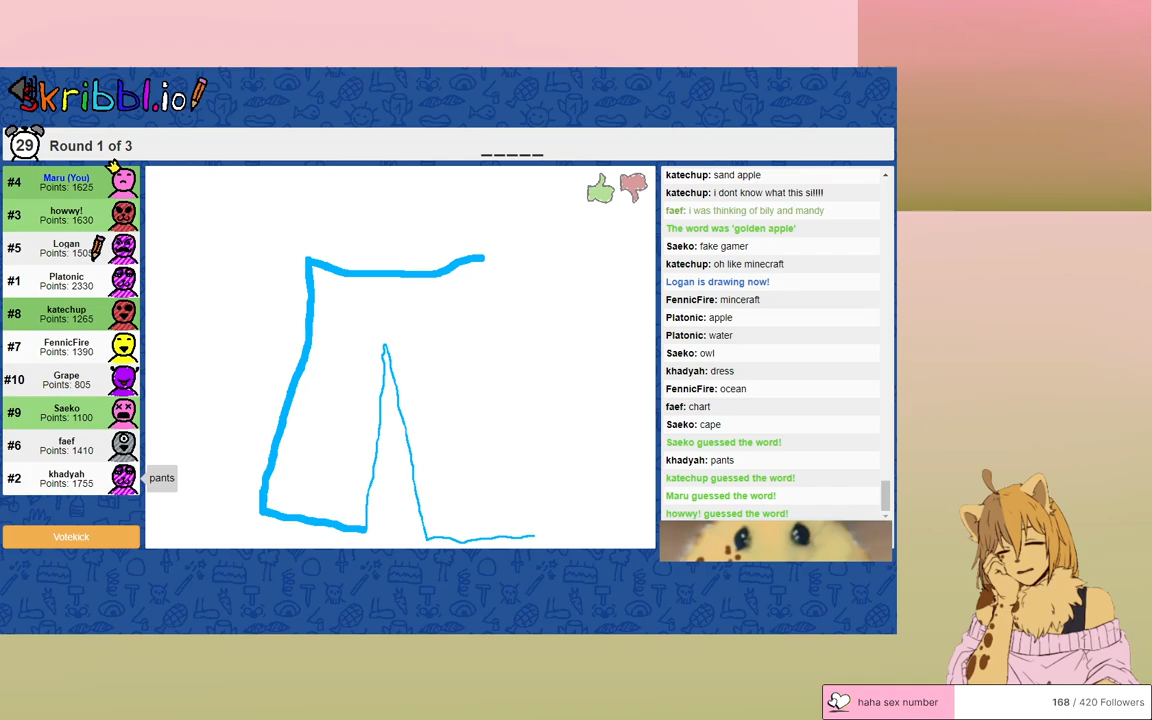 skribbl.io
29
Round 1 of 3
_____
#4
Maru (You)
Points: 1625
#3
howwy!
Points: 1630
#5
Logan
Points: 1505
#1
Platonic
Points: 2330
#8
katechup
Points: 1265
#7
FennicFire
Points: 1390
#10
Grape
Points: 805
#9
Saeko
Points: 1100
#6
faef
Points: 1410
#2
khadyah
Points: 1755
pants
Votekick
katechup: sand apple
katechup: i dont know what this si!!!!
faef: i was thinking of bily and mandy
The word was 'golden apple'
Saeko: fake gamer
katechup: oh like minecraft
Logan is drawing now!
FennicFire: minceraft
Platonic: apple
Platonic: water
Saeko: owl
khadyah: dress
FennicFire: ocean
faef: chart
Saeko: cape
Saeko guessed the word!
khadyah: pants
katechup guessed the word!
Maru guessed the word!
howwy! guessed the word!
haha sex number
168 / 420 Followers